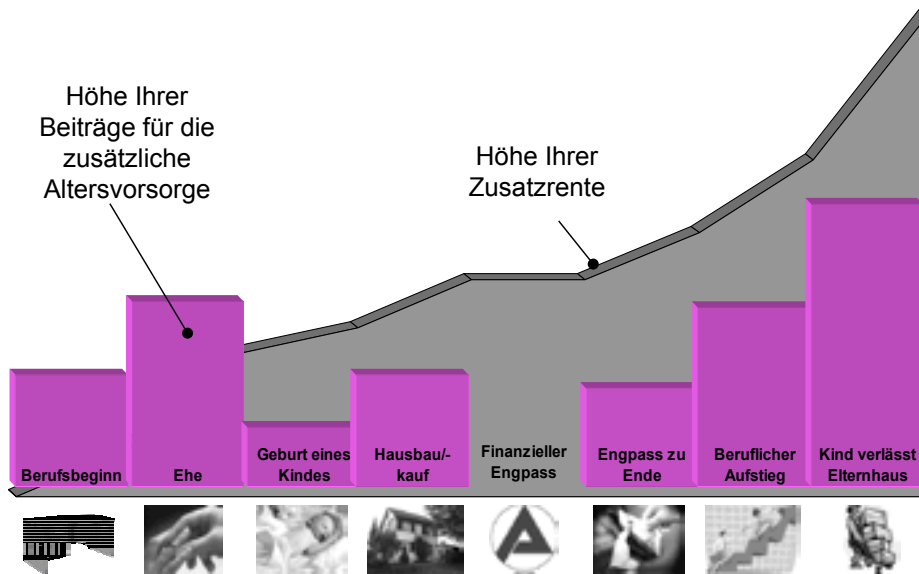 Höhe Ihrer
Beiträge für die
zusätzliche
Altersvorsorge
Höhe Ihrer
Zusatzrente
Berufsbeginn
Ehe
Geburt eines
Kindes
Hausbau/-
kauf
Finanzieller
Engpass
Engpass zu
Ende
Beruflicher
Aufstieg
Kind verlässt
Elternhaus